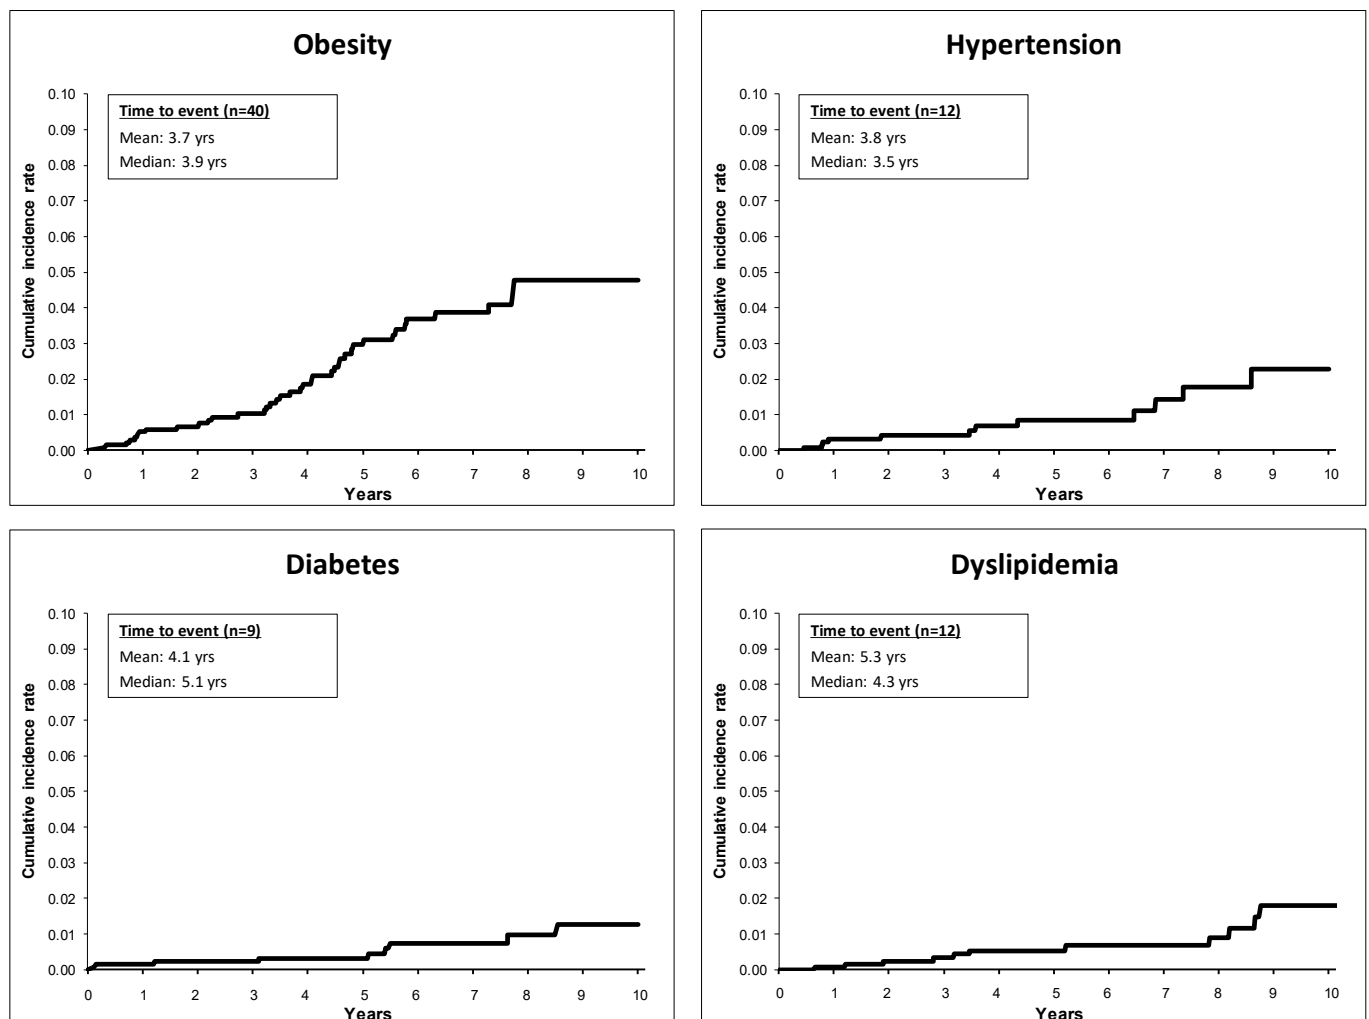 Obesity
Time to event (n=40)
Mean: 3.7 yrs
Median: 3.9 yrs
Cumulative incidence rate
0.10
0.09
0.08
0.07
0.06
0.05
0.04
0.03
0.02
0.01
0.00
0 1 2 3 4 5 6 7 8 9 10
Years
Hypertension
Time to event (n=12)
Mean: 3.8 yrs
Median: 3.5 yrs
Cumulative incidence rate
0.10
0.09
0.08
0.07
0.06
0.05
0.04
0.03
0.02
0.01
0.00
0 1 2 3 4 5 6 7 8 9 10
Years
Diabetes
Time to event (n=9)
Mean: 4.1 yrs
Median: 5.1 yrs
Cumulative incidence rate
0.10
0.09
0.08
0.07
0.06
0.05
0.04
0.03
0.02
0.01
0.00
0 1 2 3 4 5 6 7 8 9 10
Years
Dyslipidemia
Time to event (n=12)
Mean: 5.3 yrs
Median: 4.3 yrs
Cumulative incidence rate
0.10
0.09
0.08
0.07
0.06
0.05
0.04
0.03
0.02
0.01
0.00
0 1 2 3 4 5 6 7 8 9 10
Years